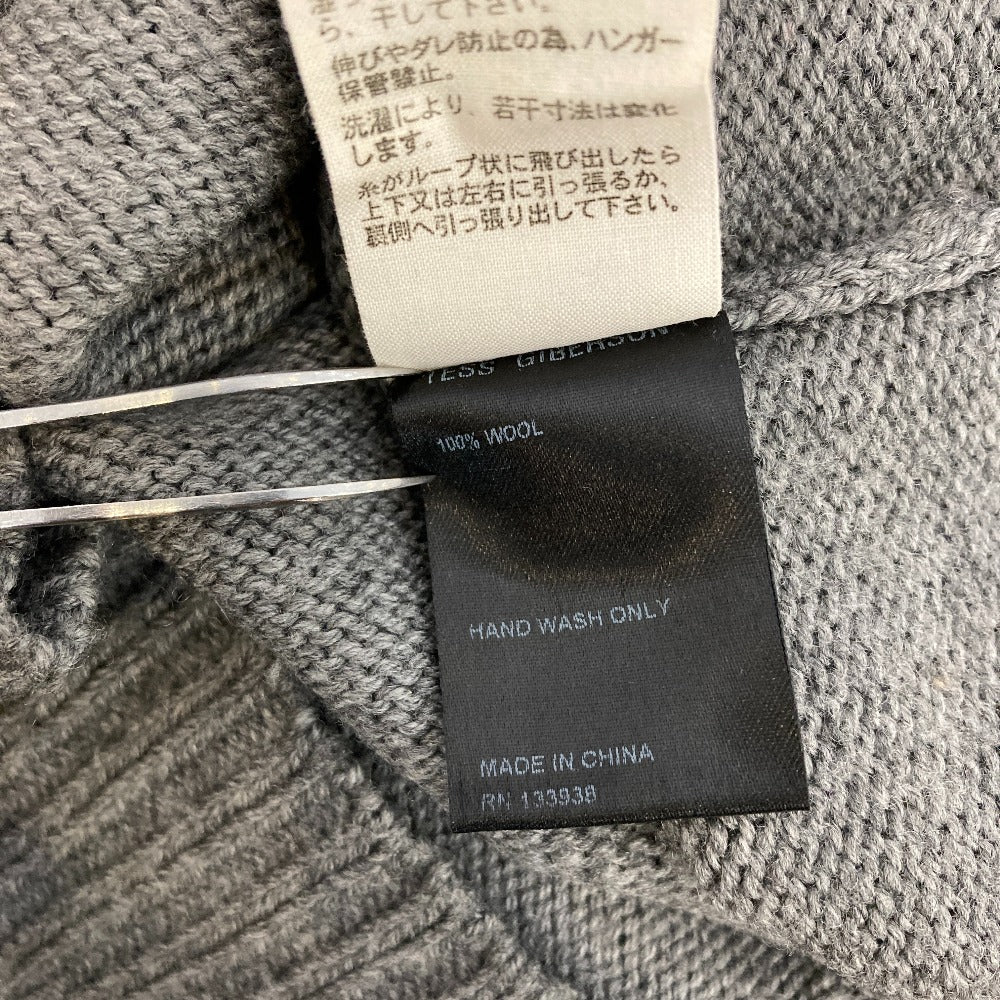 ら、干して下さい。
伸びやダレ防止の為、ハンガー
保管禁止。
洗濯により、若干寸法は変化
します。
糸がループ状に飛び出したら
上下又は左右に引っ張るか、
裏側へ引っ張り出して下さい。
TESS GIBERSON
100% WOOL
HAND WASH ONLY
MADE IN CHINA
RN 133938